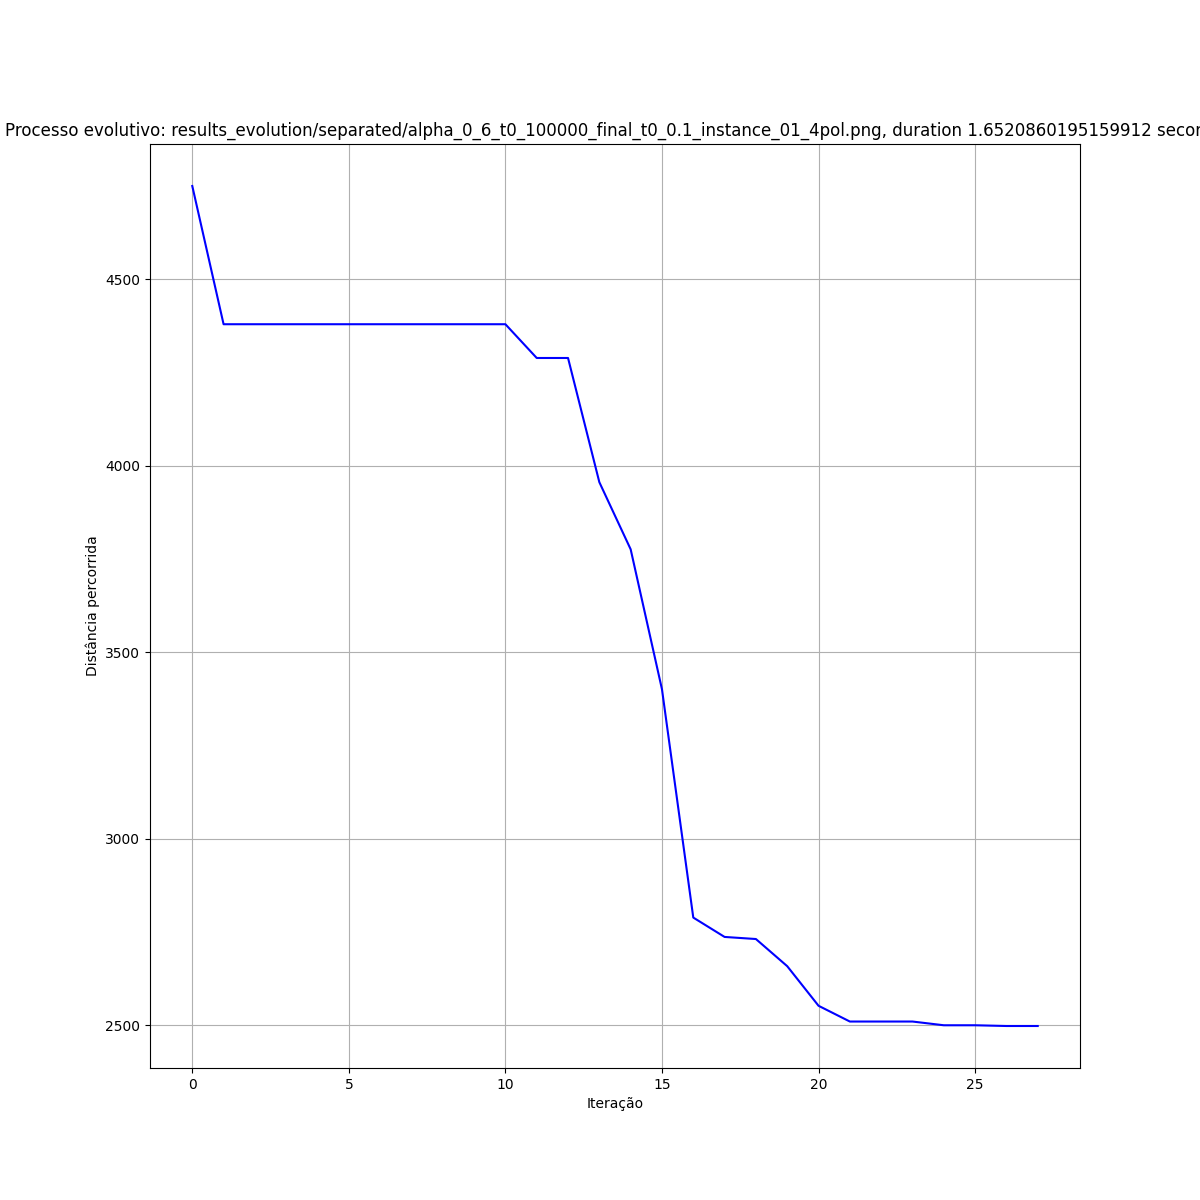 Processo evolutivo: results_evolution/separated/alpha_0_6_t0_100000_final_t0_0.1_instance_01_4pol.png, duration 1.6520860195159912
4500
4000
3500
3000
2500
Distância percorrida
0 5 10 15 20 25
Iteração